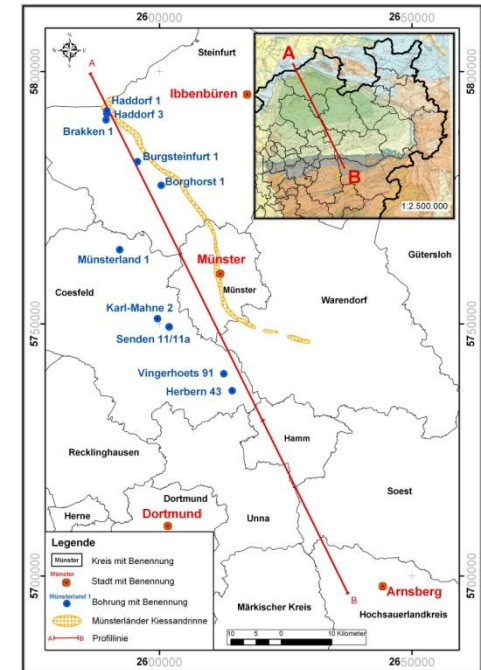 2600000
2650000
Steinfurt
A
A
Ibbenbüren
B
1:2.500.000
5800000
5800000
Haddorf 1
Haddorf 3
Brakken 1
Burgsteinfurt 1
Borghorst 1
Münsterland 1
Münster
Münster
Gütersloh
Coesfeld
Warendorf
Karl-Mahne 2
Senden 11/11a
5750000
5750000
Vingerhoets 91
Herbern 43
Recklinghausen
Hamm
Soest
Herne
Dortmund
Dortmund
Unna
Legende
Münster
Kreis mit Benennung
Münster
Stadt mit Benennung
Münsterland 1
Bohrung mit Benennung
Münsterländer Kiessandrinne
A
B
Profillinie
5700000
5700000
B
Arnsberg
Märkischer Kreis
Hochsauerlandkreis
10 5 0 10 Kilometer
2600000
2650000